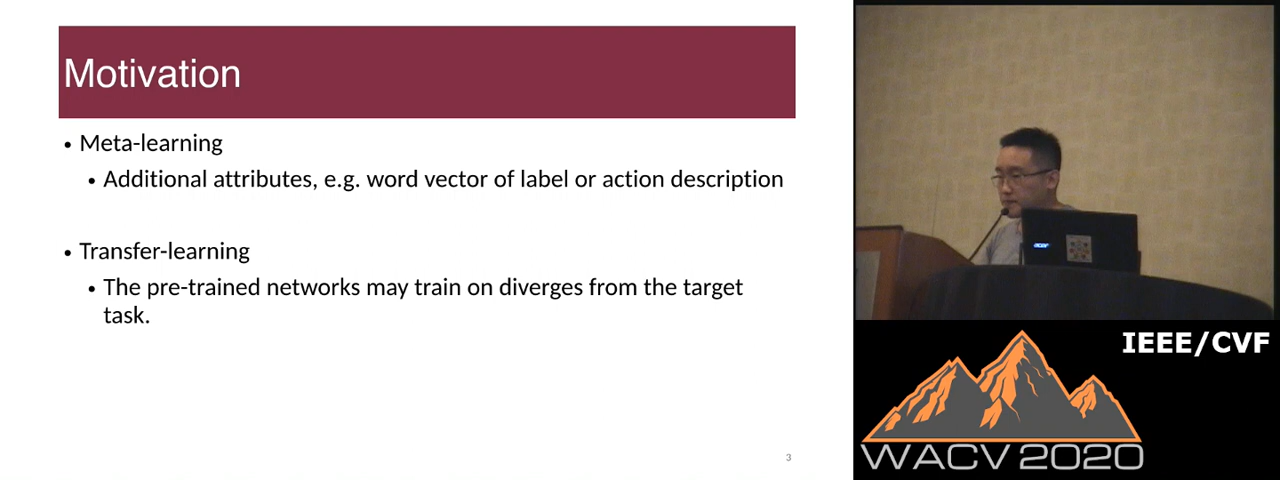 Motivation
• Meta-learning
• Additional attributes, e.g. word vector of label or action description
• Transfer-learning
• The pre-trained networks may train on diverges from the target
task.
3
acer
IEEE/CVF
WACV 2020